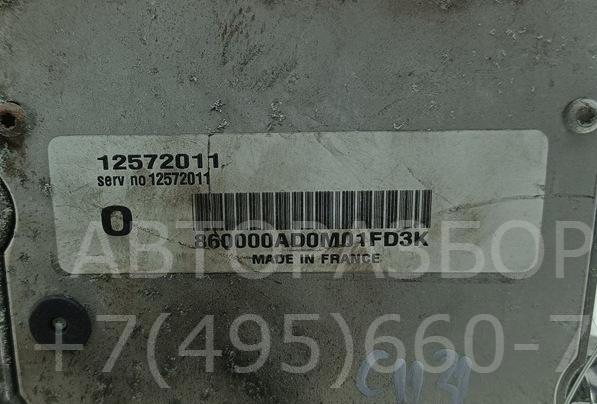 12572011
serv no 12572011
0
860000AD0M01FD3K
MADE IN FRANCE
АВТОРАЗБОР
+7(495)660-7